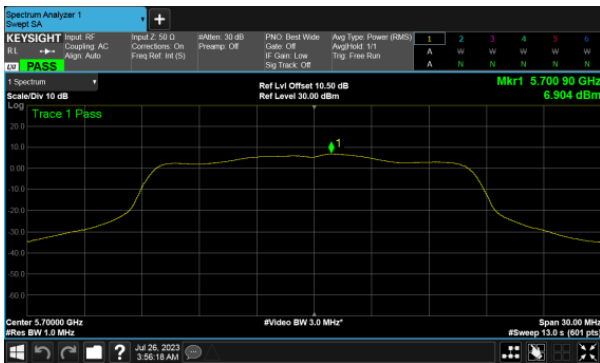 Spectrum Analyzer 1
Swept SA
+
KEYSIGHT
RL
LXI PASS
Input: RF
Coupling: AC
Align: Auto
Input Z: 50 Ω
Corrections: On
Freq Ref: Int (S)
#Atten: 30 dB
Preamp: Off
PNO: Best Wide
Gate: Off
IF Gain: Low
Sig Track: Off
Avg Type: Power (RMS)
Avg|Hold: 1/1
Trig: Free Run
1 2 3 4 5 6
A W W W W W
A N N N N N
1 Spectrum
Scale/Div 10 dB
Ref Lvl Offset 10.50 dB
Ref Level 30.00 dBm
Mkr1 5.700 90 GHz
6.904 dBm
Log
Trace 1 Pass
20.0
10.0
1
0.00
-10.0
-20.0
-30.0
-40.0
-50.0
-60.0
Center 5.70000 GHz
#Res BW 1.0 MHz
#Video BW 3.0 MHz*
Span 30.00 MHz
#Sweep 13.0 s (601 pts)
?
Jul 26, 2023
3:56:18 AM